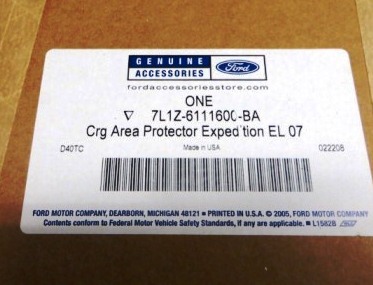 GENUINE
ACCESSORIES
Ford
fordaccessoriesstore.com
ONE
∇ 7L1Z-6111600-BA
Crg Area Protector Expedition EL 07
D40TC Made in USA 022208
FORD MOTOR COMPANY, DEARBORN, MICHIGAN 48121 ■ PRINTED IN U.S.A. © 2005, FORD MOTOR COMPANY
Contents conform to Federal Motor Vehicle Safety Standards, if any are applicable. ■ L1582B